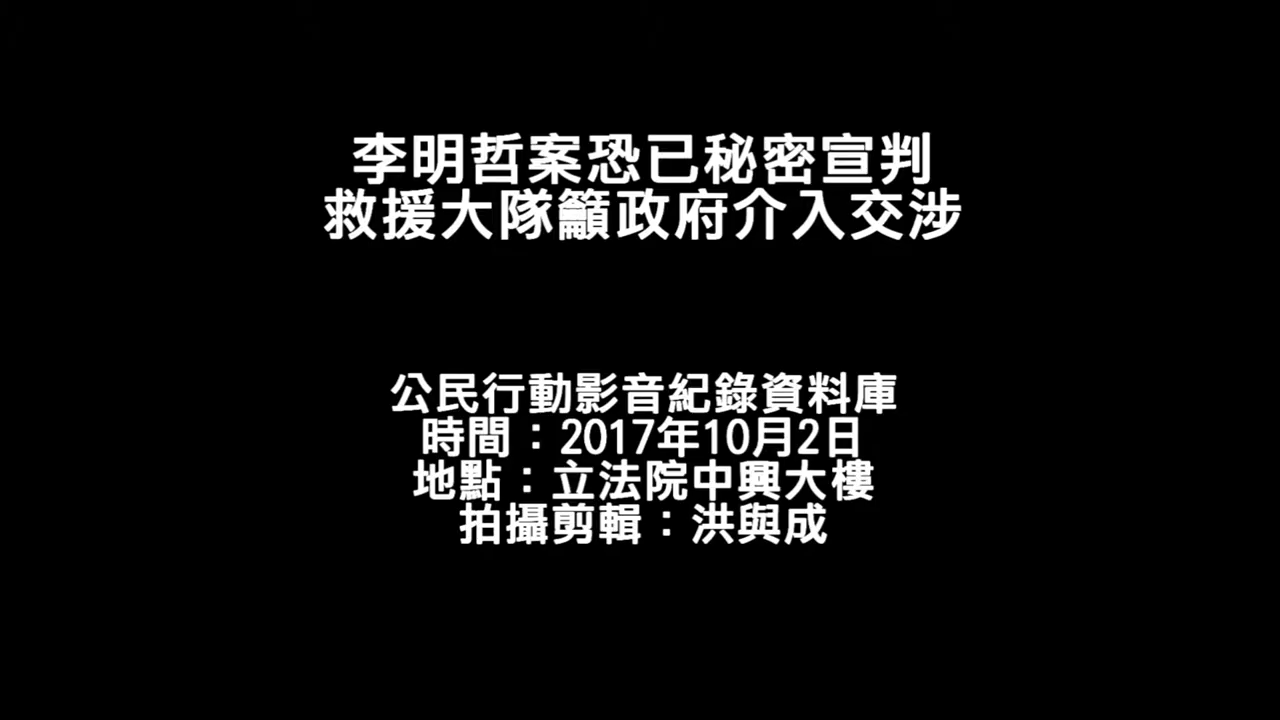 李明哲案恐已秘密宣判
救援大隊籲政府介入交涉
公民行動影音紀錄資料庫
時間：2017年10月2日
地點：立法院中興大樓
拍攝剪輯：洪與成